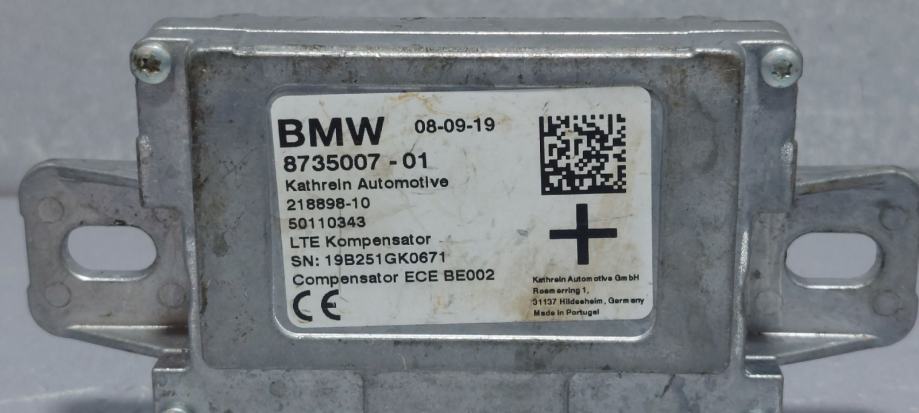 BMW 08-09-19
8735007 - 01
Kathrein Automotive
218898-10
50110343
LTE Kompensator
SN: 19B251GK0671
Compensator ECE BE002
CE
Kathrein Automotive GmbH
Roemerring 1,
31137 Hildesheim, Germany
Made in Portugal